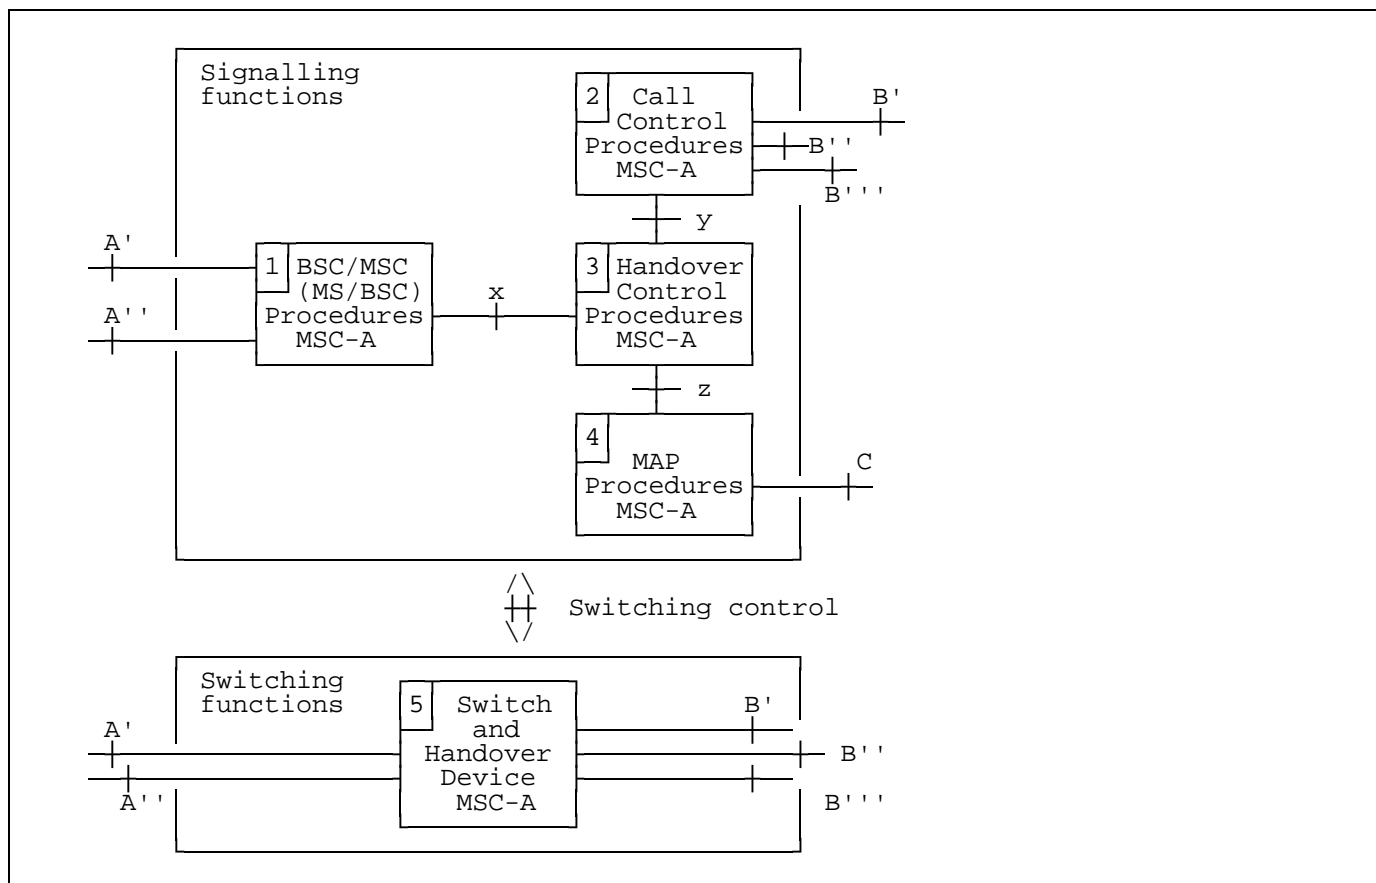 Signalling
functions
2 Call
Control
Procedures
MSC-A
B'
B''
B'''
y
A'
A''
1 BSC/MSC
(MS/BSC)
Procedures
MSC-A
x
3 Handover
Control
Procedures
MSC-A
z
4
MAP
Procedures
MSC-A
C
Switching control
Switching
functions
5 Switch
and
Handover
Device
MSC-A
A'
A''
B'
B''
B'''